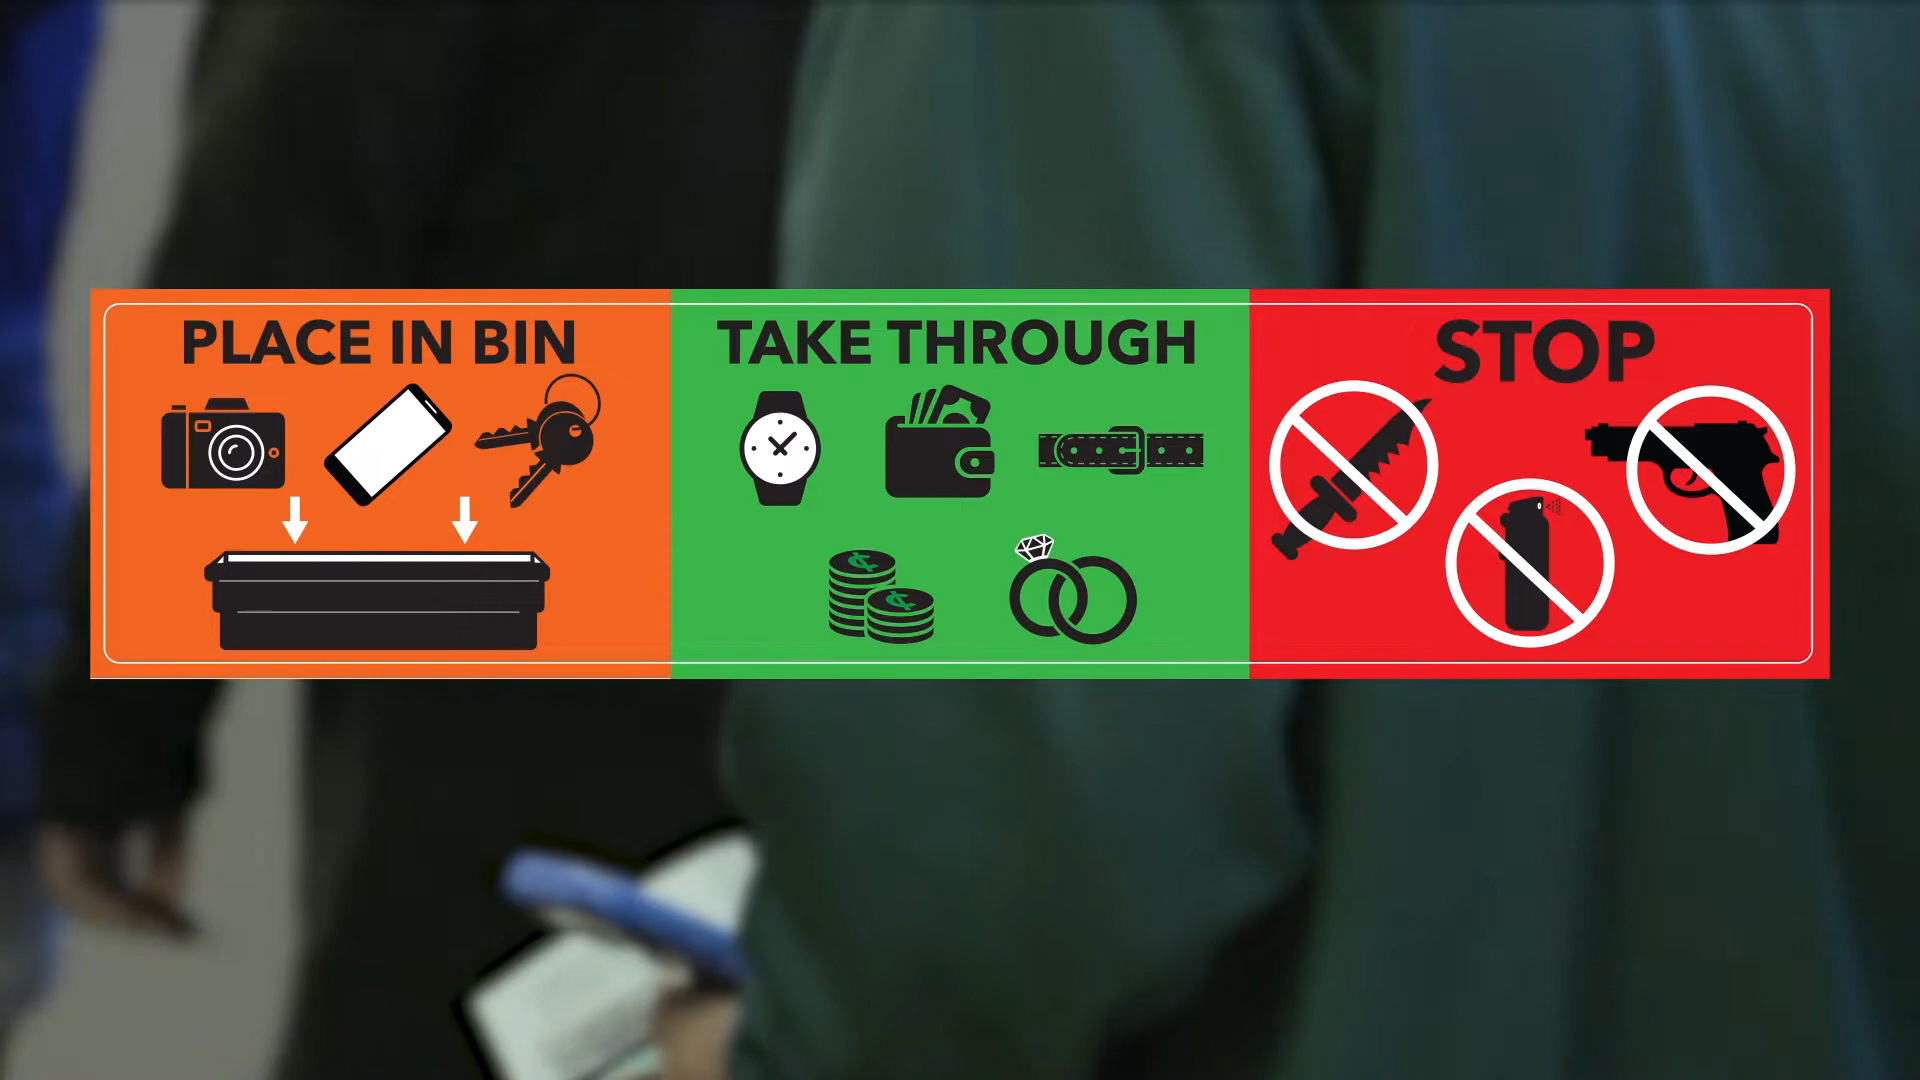 PLACE IN BIN
TAKE THROUGH
STOP
¢
¢